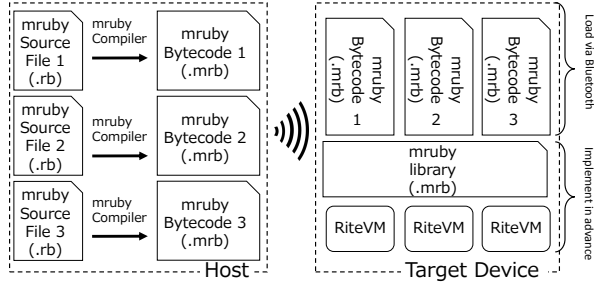 mruby
Source
File 1
(.rb)
mruby
Compiler
mruby
Bytecode 1
(.mrb)
mruby
Source
File 2
(.rb)
mruby
Compiler
mruby
Bytecode 2
(.mrb)
mruby
Source
File 3
(.rb)
mruby
Compiler
mruby
Bytecode 3
(.mrb)
Host
mruby
Bytecode
(.mrb)
1
mruby
Bytecode
(.mrb)
2
mruby
Bytecode
(.mrb)
3
mruby
library
(.mrb)
RiteVM
RiteVM
RiteVM
Target Device
Load via Bluetooth
Implement in advance